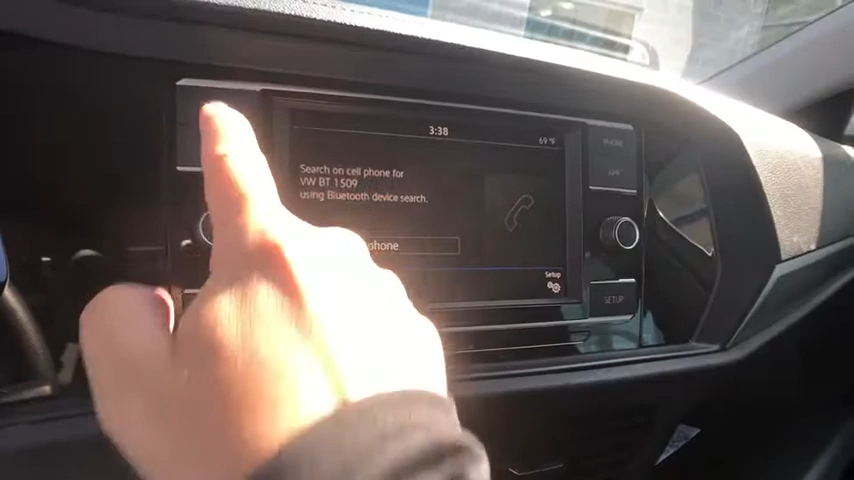 3:38
69 °F
PHONE
Search on cell phone for
VW BT 1509
using Bluetooth device search.
phone
Setup
SETUP